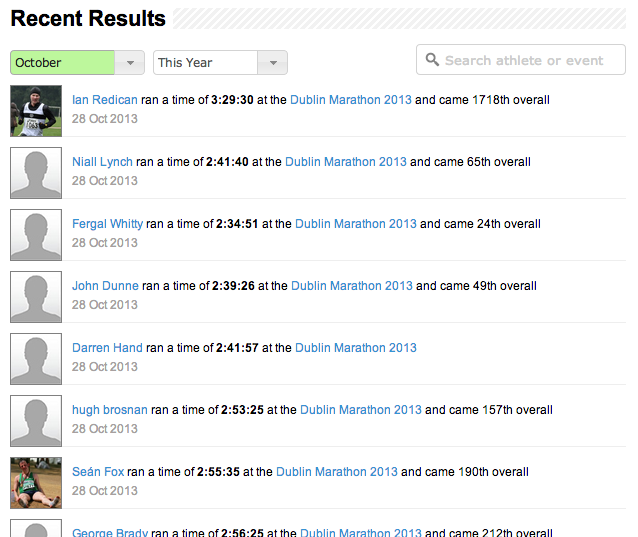 Recent Results
October This Year Search athlete or event
Ian Redican ran a time of 3:29:30 at the Dublin Marathon 2013 and came 1718th overall
28 Oct 2013
Niall Lynch ran a time of 2:41:40 at the Dublin Marathon 2013 and came 65th overall
28 Oct 2013
Fergal Whitty ran a time of 2:34:51 at the Dublin Marathon 2013 and came 24th overall
28 Oct 2013
John Dunne ran a time of 2:39:26 at the Dublin Marathon 2013 and came 49th overall
28 Oct 2013
Darren Hand ran a time of 2:41:57 at the Dublin Marathon 2013
28 Oct 2013
hugh brosnan ran a time of 2:53:25 at the Dublin Marathon 2013 and came 157th overall
28 Oct 2013
Seán Fox ran a time of 2:55:35 at the Dublin Marathon 2013 and came 190th overall
28 Oct 2013
George Brady ran a time of 2:56:25 at the Dublin Marathon 2013 and came 212th overall